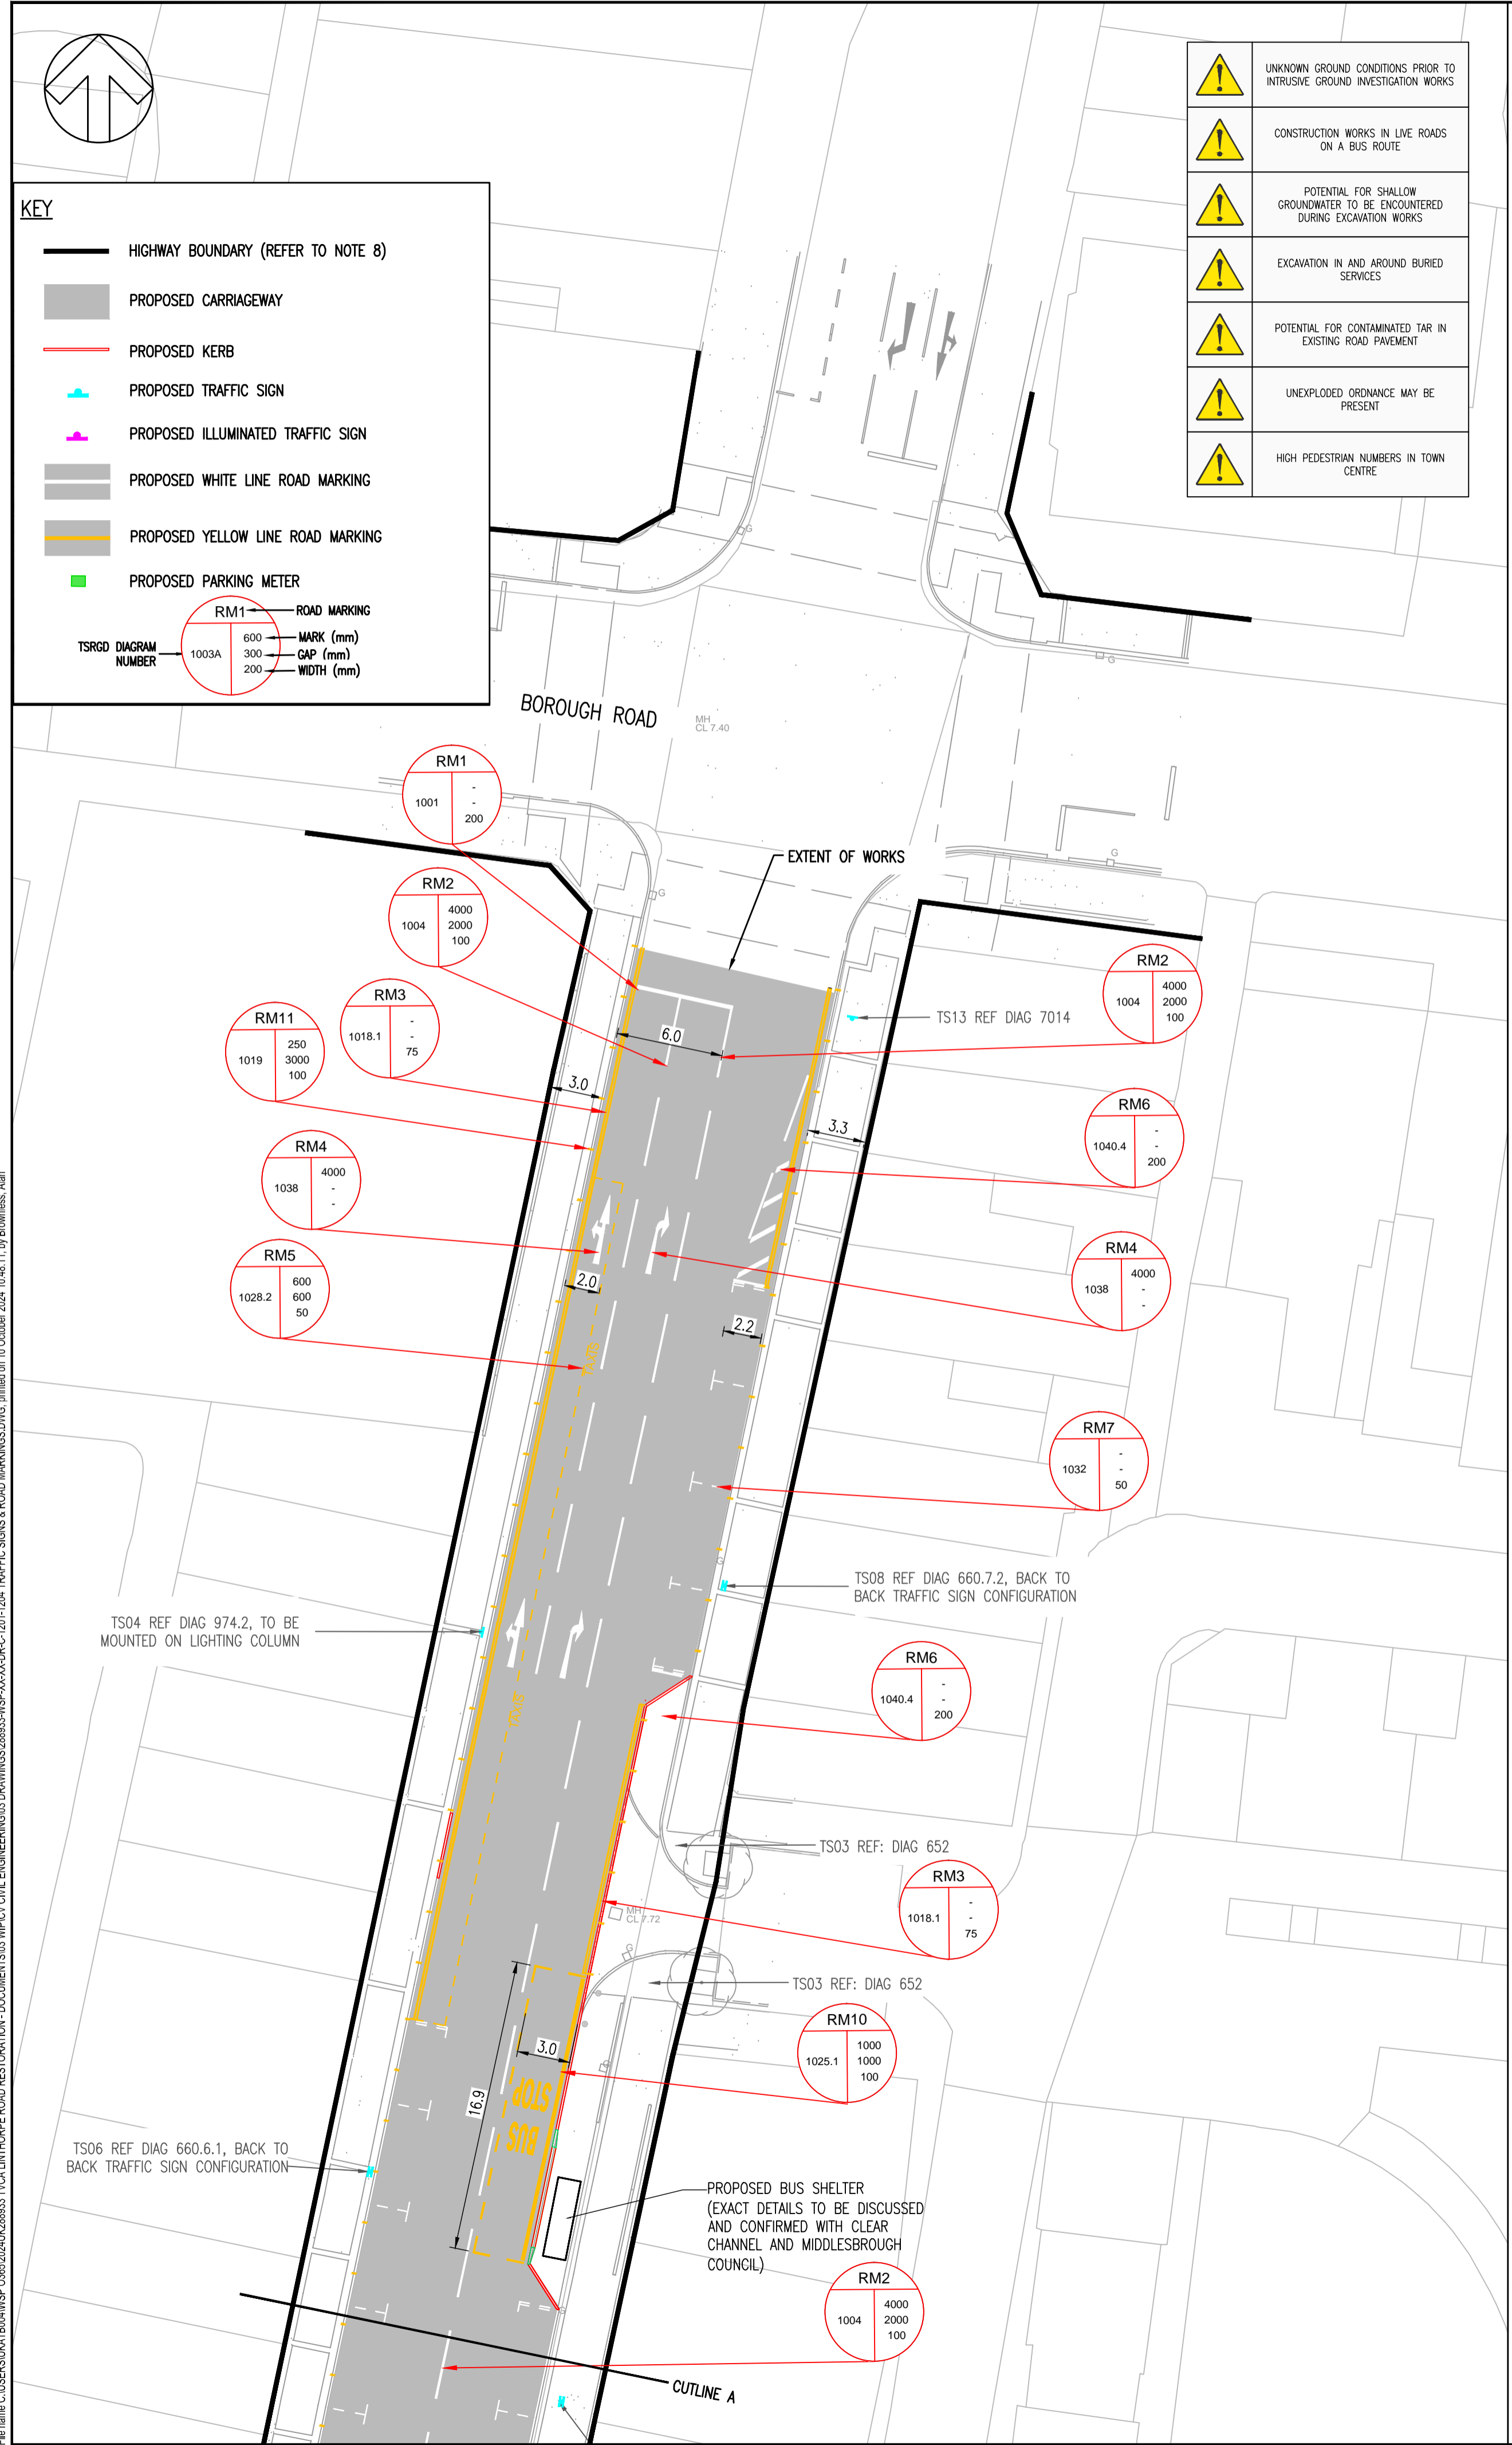 UNKNOWN GROUND CONDITIONS PRIOR TO
INTRUSIVE GROUND INVESTIGATION WORKS
CONSTRUCTION WORKS IN LIVE ROADS
ON A BUS ROUTE
POTENTIAL FOR SHALLOW
GROUNDWATER TO BE ENCOUNTERED
DURING EXCAVATION WORKS
EXCAVATION IN AND AROUND BURIED
SERVICES
POTENTIAL FOR CONTAMINATED TAR IN
EXISTING ROAD PAVEMENT
UNEXPLODED ORDNANCE MAY BE
PRESENT
HIGH PEDESTRIAN NUMBERS IN TOWN
CENTRE
KEY
HIGHWAY BOUNDARY (REFER TO NOTE 8)
PROPOSED CARRIAGEWAY
PROPOSED KERB
PROPOSED TRAFFIC SIGN
PROPOSED ILLUMINATED TRAFFIC SIGN
PROPOSED WHITE LINE ROAD MARKING
PROPOSED YELLOW LINE ROAD MARKING
PROPOSED PARKING METER
RM1
ROAD MARKING
TSRGD DIAGRAM
NUMBER
1003A
600
MARK (mm)
300
GAP (mm)
200
WIDTH (mm)
G
G
BOROUGH ROAD
MH
CL 7.40
RM1
1001
-
-
200
EXTENT OF WORKS
G
G
RM2
1004
4000
2000
100
RM2
1004
4000
2000
100
RM3
1018.1
-
-
75
RM11
1019
250
3000
100
TS13 REF DIAG 7014
6.0
3.0
3.3
RM6
1040.4
-
-
200
RM4
1038
4000
-
-
RM5
1028.2
600
600
50
RM4
1038
4000
-
-
2.0
2.2
TAXIS
RM7
1032
-
-
50
G
TS08 REF DIAG 660.7.2, BACK TO
BACK TRAFFIC SIGN CONFIGURATION
TS04 REF DIAG 974.2, TO BE
MOUNTED ON LIGHTING COLUMN
TAXIS
RM6
1040.4
-
-
200
TS03 REF: DIAG 652
RM3
1018.1
-
-
75
MH
CL 7.72
G
TS03 REF: DIAG 652
RM10
1025.1
1000
1000
100
3.0
16.9
G
STOP
BUS
TS06 REF DIAG 660.6.1, BACK TO
BACK TRAFFIC SIGN CONFIGURATION
PROPOSED BUS SHELTER
(EXACT DETAILS TO BE DISCUSSED
AND CONFIRMED WITH CLEAR
CHANNEL AND MIDDLESBROUGH
COUNCIL)
RM2
1004
4000
2000
100
G
CUTLINE A